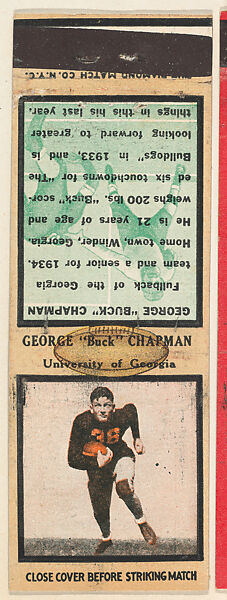 THE DIAMOND MATCH CO. N.Y.C.
GEORGE "BUCK" CHAPMAN
Fullback of the Georgia
team and a senior for 1934.
Home town, Winder, Georgia.
He is 21 years of age and
weighs 200 lbs. "Buck" scor-
ed six touchdowns for "The
Bulldogs" in 1933, and is
looking forward to greater
things in this his last year.
GEORGE "Buck" CHAPMAN
University of Georgia
CLOSE COVER BEFORE STRIKING MATCH